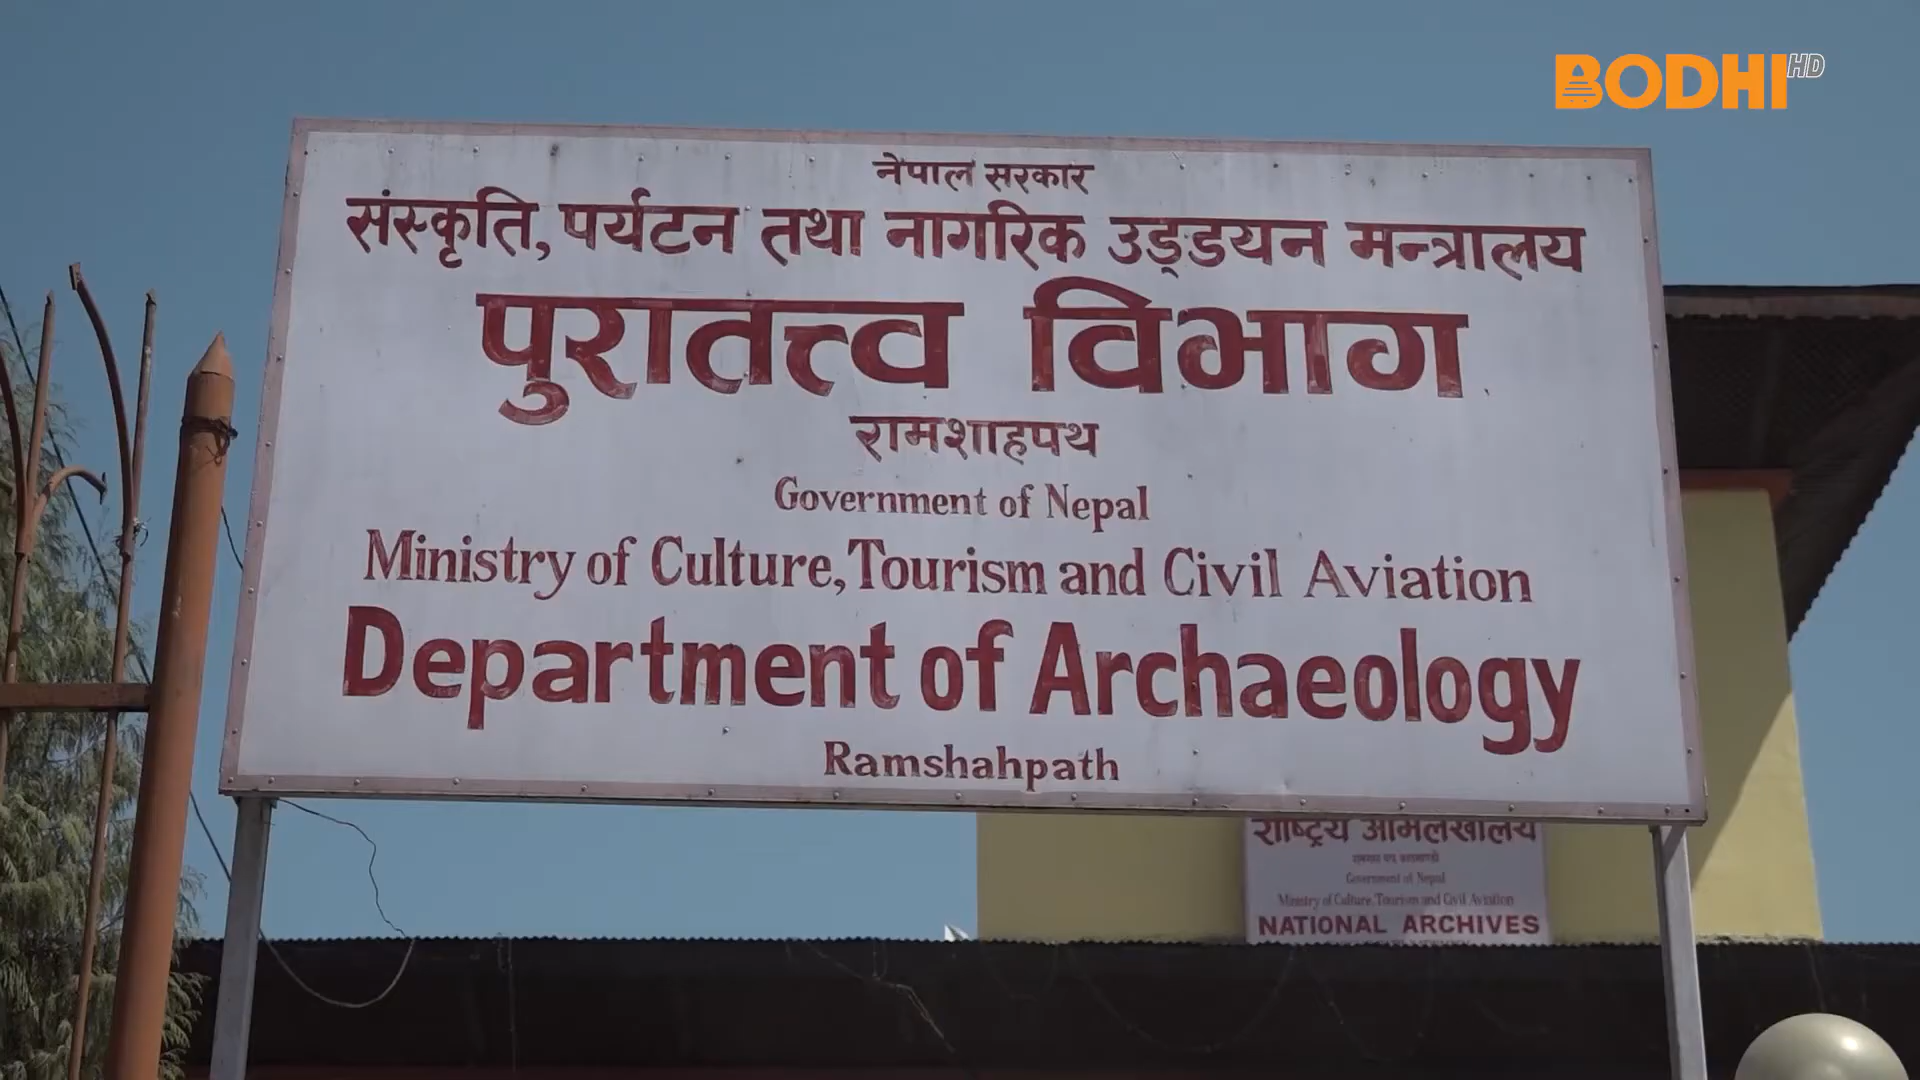 BODHI HD
नेपाल सरकार
संस्कृति, पर्यटन तथा नागरिक उड्डयन मन्त्रालय
पुरातत्त्व विभाग
रामशाहपथ
Government of Nepal
Ministry of Culture, Tourism and Civil Aviation
Department of Archaeology
Ramshahpath
राष्ट्रिय अभिलेखालय
Government of Nepal
Ministry of Culture, Tourism and Civil Aviation
NATIONAL ARCHIVES